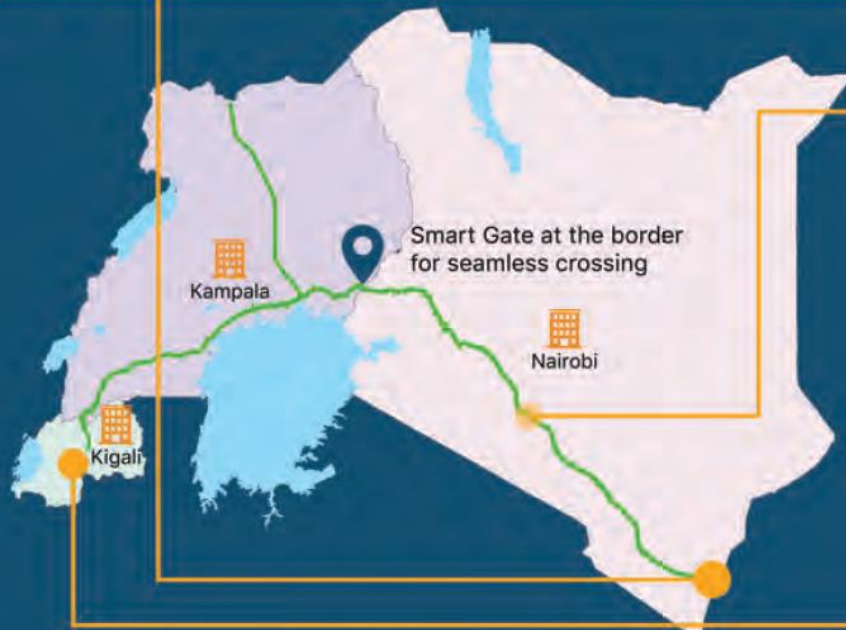 Smart Gate at the border
for seamless crossing
Kampala
Nairobi
Kigali